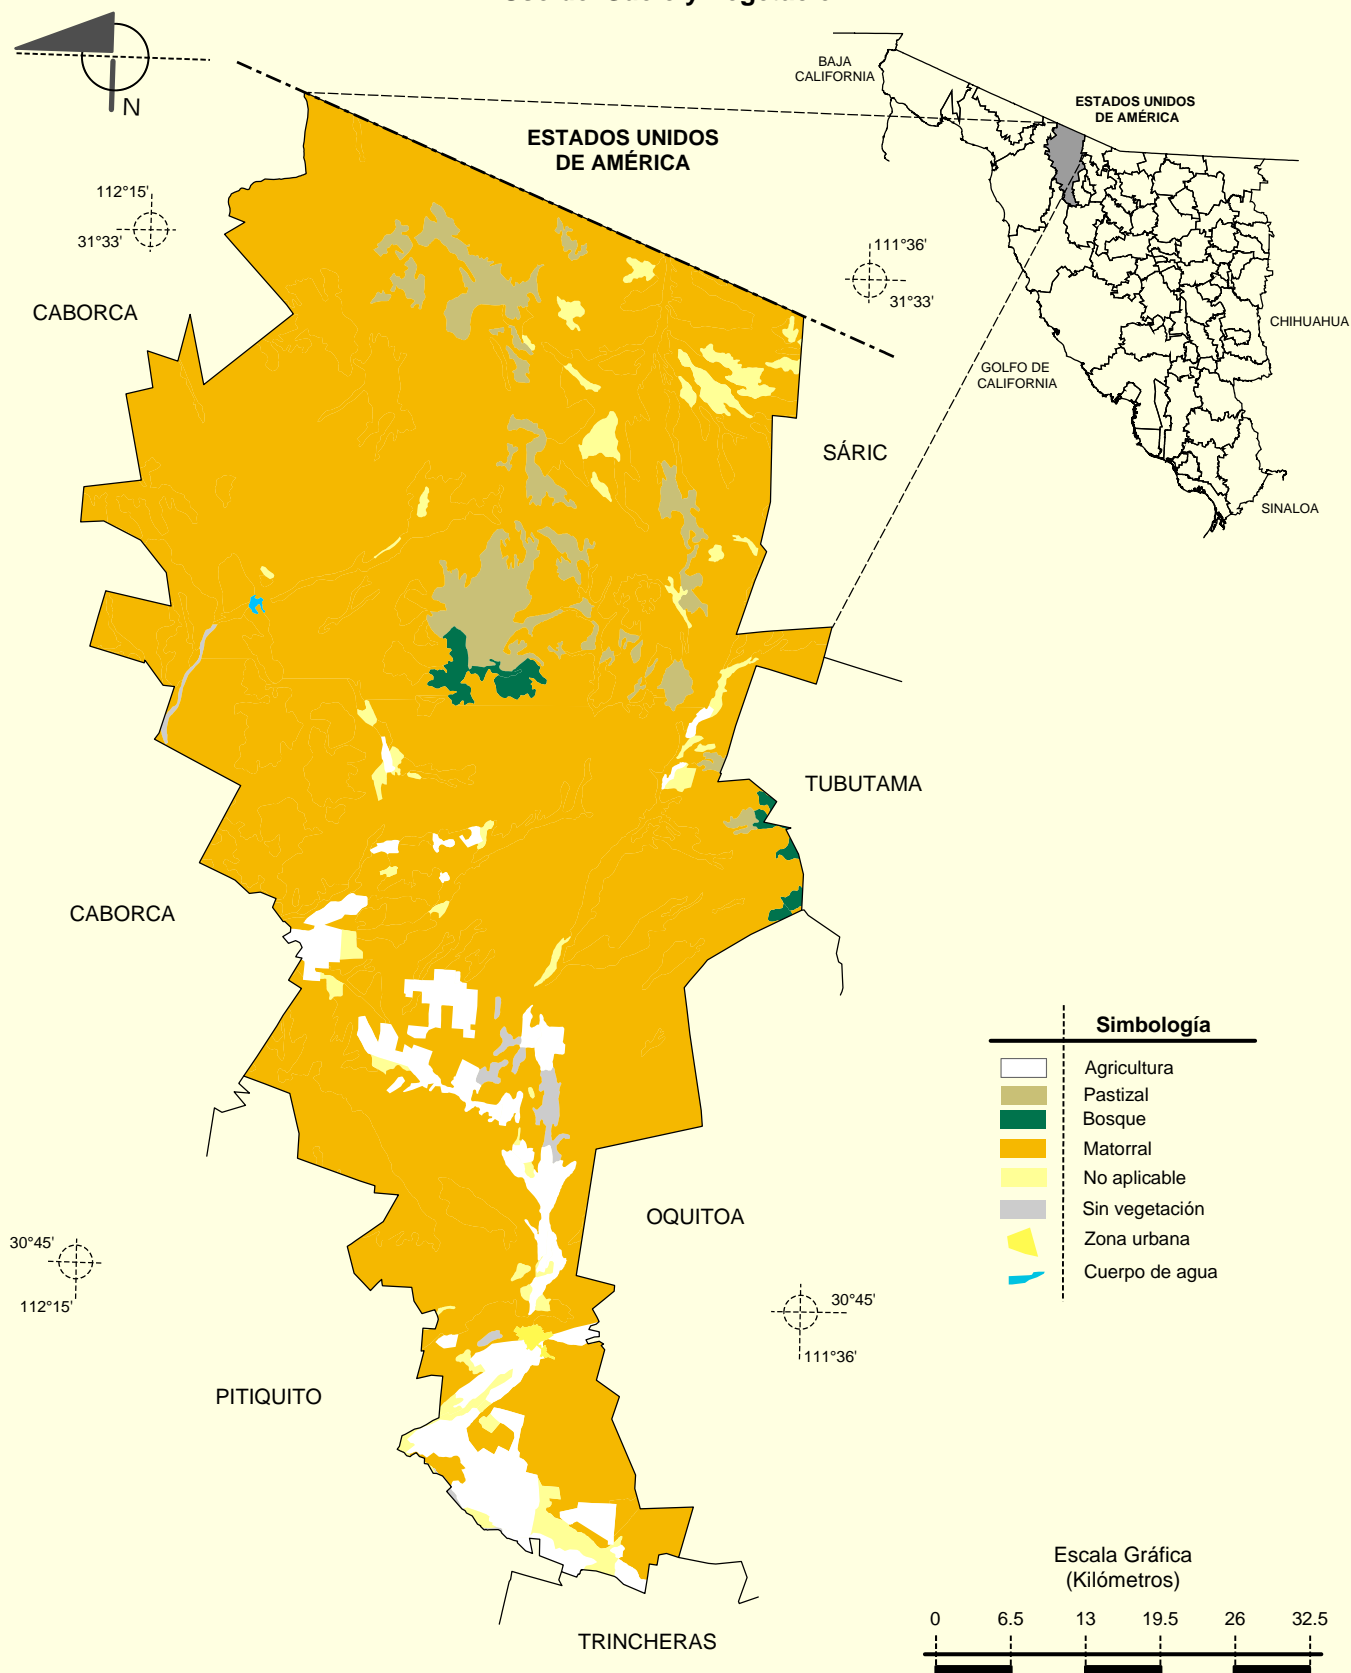 N
ESTADOS UNIDOS
DE AMÉRICA
BAJA
CALIFORNIA
ESTADOS UNIDOS
DE AMÉRICA
112°15'
31°33'
111°36'
31°33'
CABORCA
CHIHUAHUA
GOLFO DE
CALIFORNIA
SÁRIC
SINALOA
TUBUTAMA
CABORCA
Simbología
Agricultura
Pastizal
Bosque
Matorral
No aplicable
Sin vegetación
Zona urbana
Cuerpo de agua
OQUITOA
30°45'
112°15'
30°45'
111°36'
PITIQUITO
Escala Gráfica
(Kilómetros)
0 6.5 13 19.5 26 32.5
TRINCHERAS